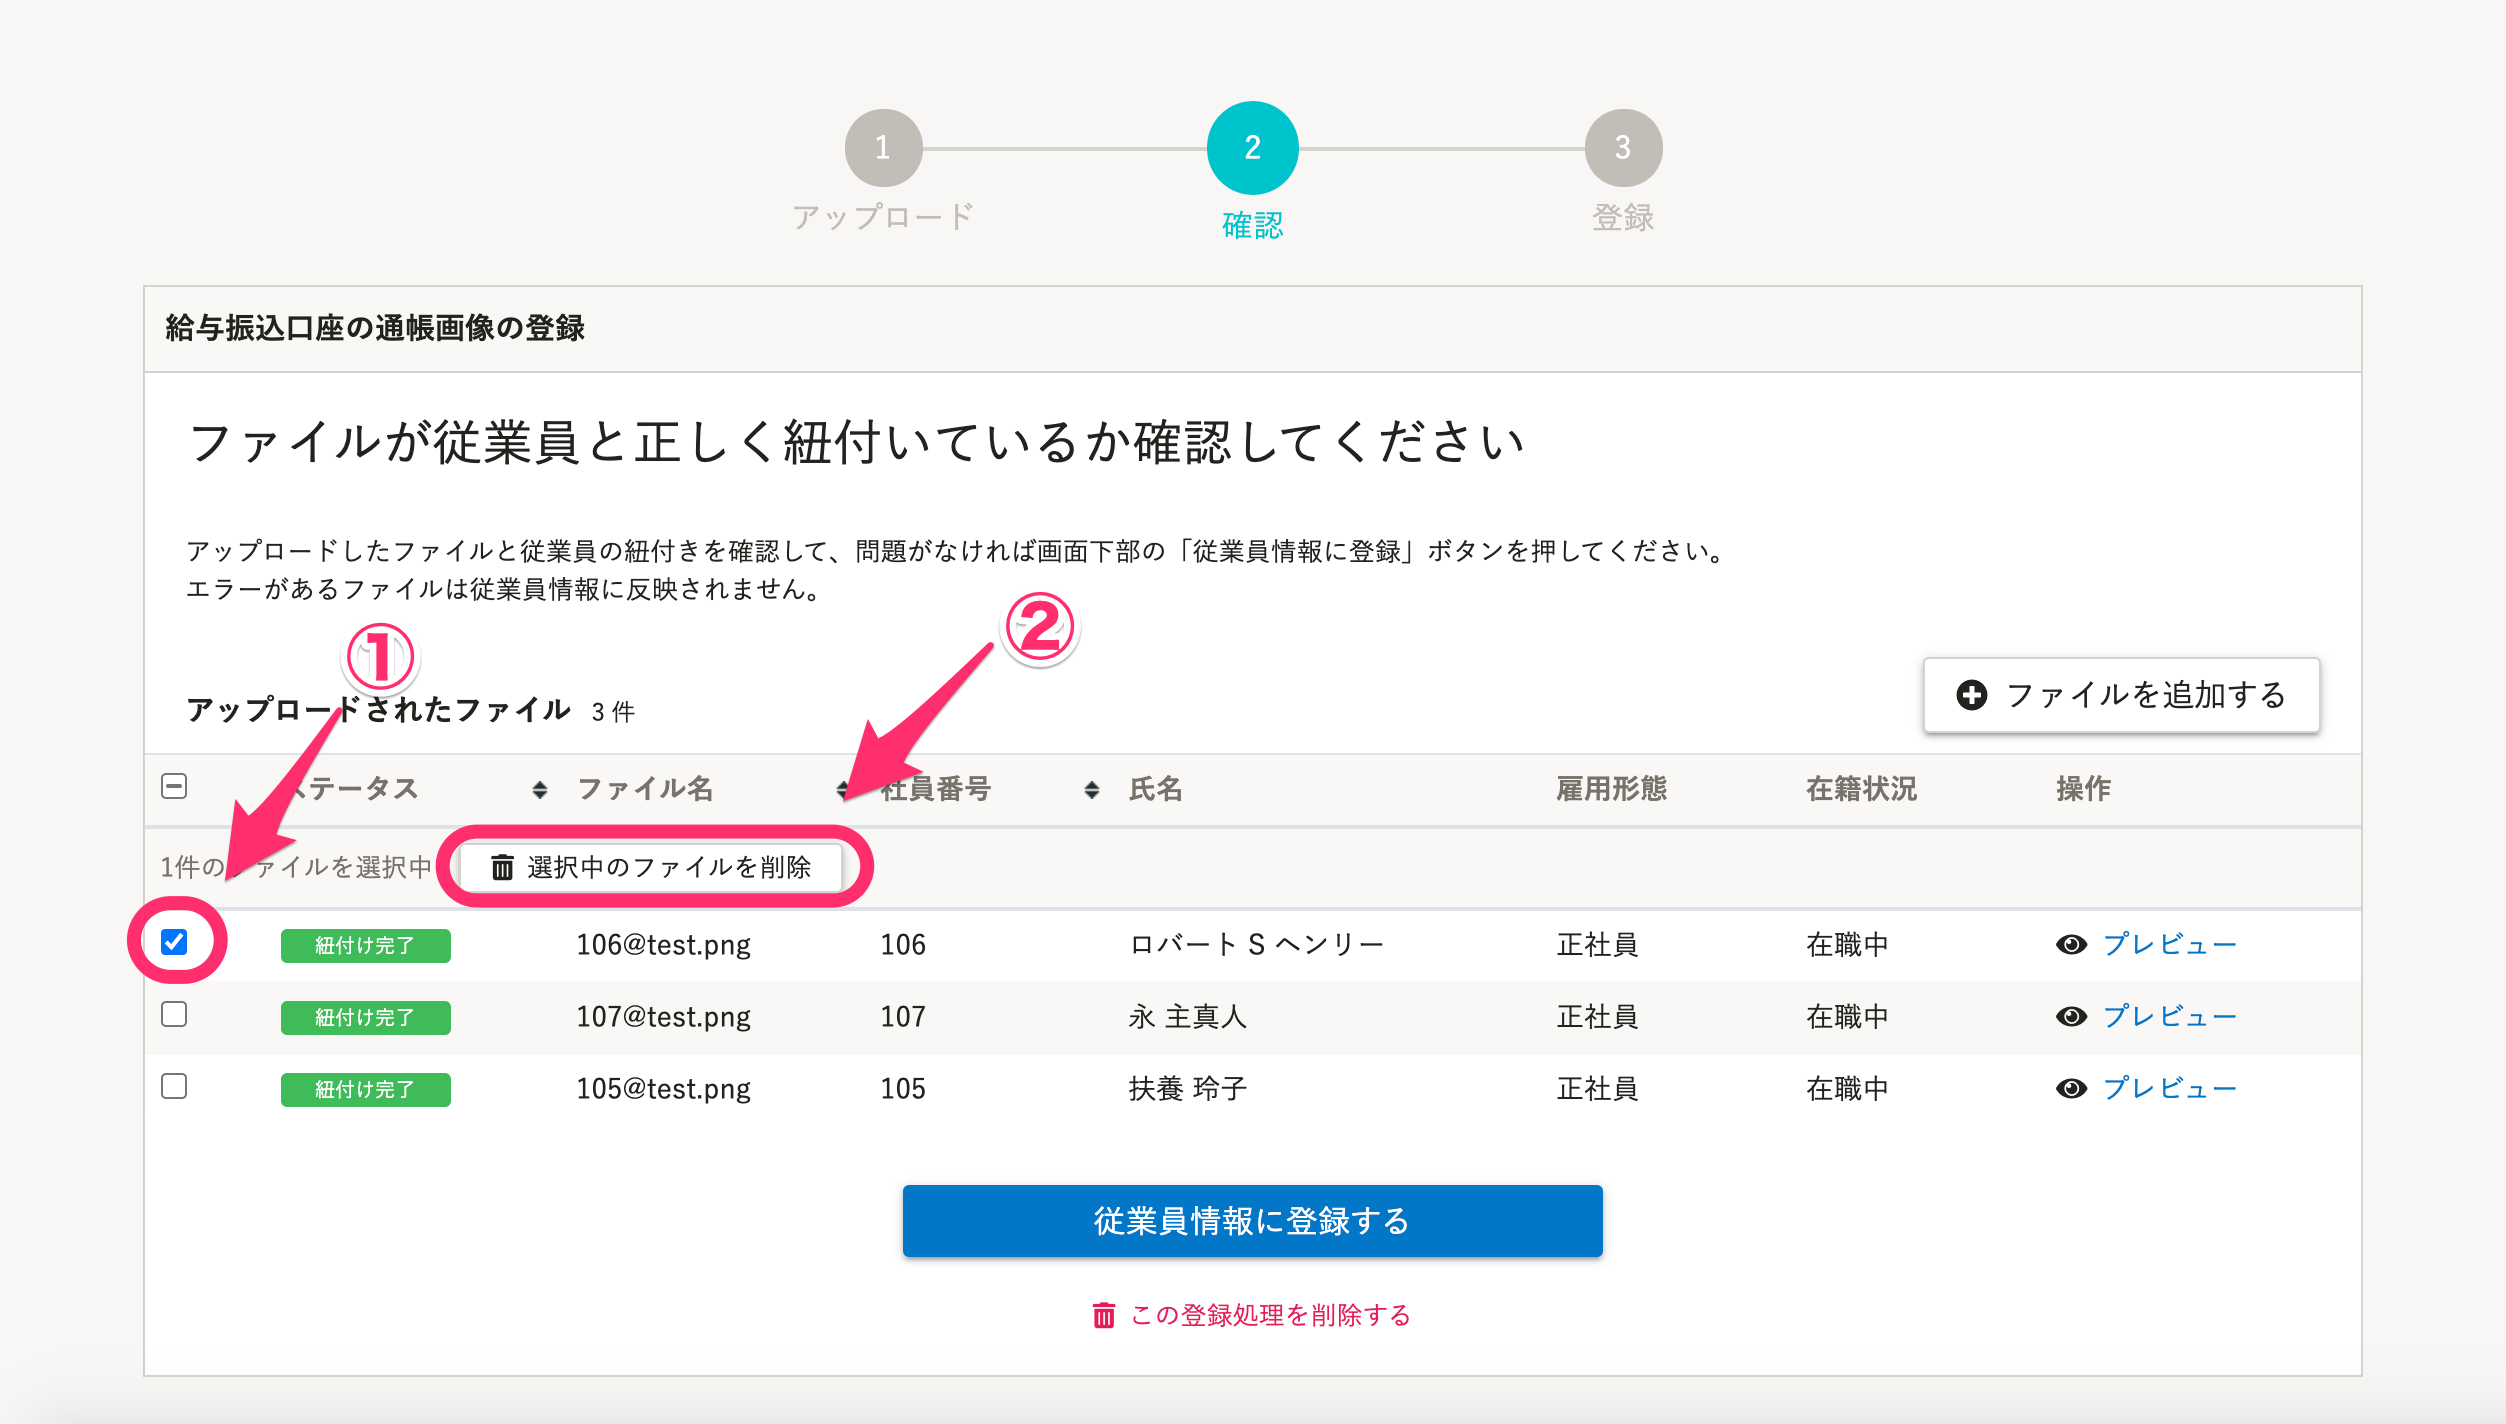 1
2
3
アップロード
確認
登録
給与振込口座の通帳画像の登録
ファイルが従業員と正しく紐付いているか確認してください
アップロードしたファイルと従業員の紐付きを確認して、問題がなければ画面下部の「従業員情報に登録」ボタンを押してください。
エラーがあるファイルは従業員情報に反映されません。
①
②
アップロードされたファイル 3 件
ファイルを追加する
ステータス ファイル名 社員番号 氏名 雇用形態 在籍状況 操作
1件のファイルを選択中 選択中のファイルを削除
紐付け完了 106@test.png 106 ロバート S ヘンリー 正社員 在職中 プレビュー
紐付け完了 107@test.png 107 永 主真人 正社員 在職中 プレビュー
紐付け完了 105@test.png 105 扶養 玲子 正社員 在職中 プレビュー
従業員情報に登録する
この登録処理を削除する